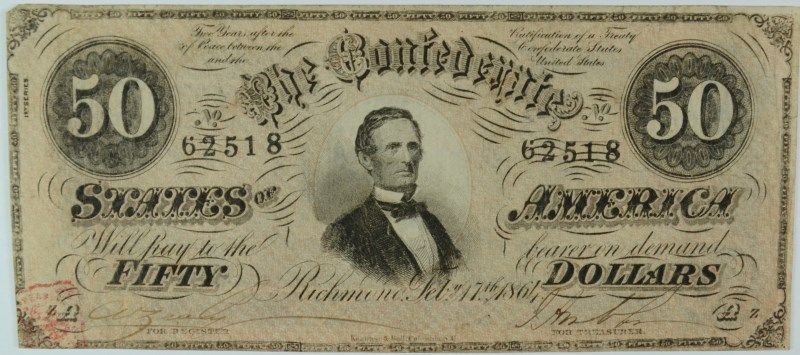 Two Years after the Ratification of a Treaty
of Peace between the Confederate States
and the United States
1ST SERIES
The Confederate
50 50
No 62518 No 62518
STATES OF AMERICA
Will pay to the bearer on demand
FIFTY DOLLARS
Richmond, Feby 17th, 1864
Z Z
FOR REGISTER FOR TREASURER